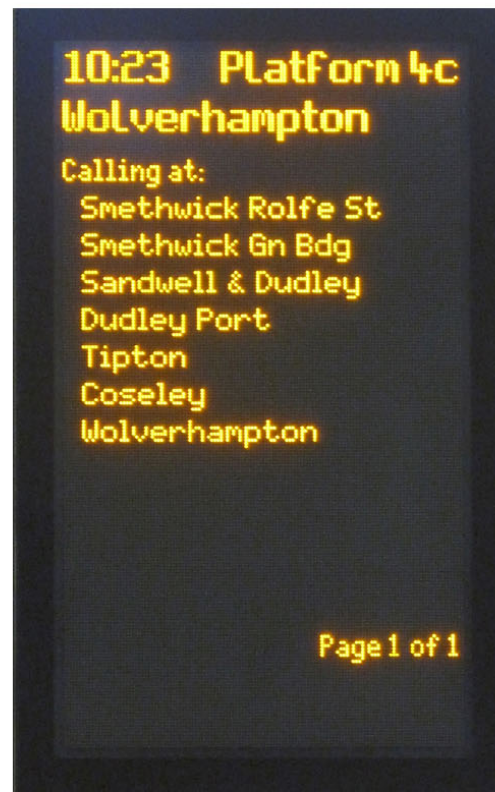 10:23 Platform 4c
Wolverhampton
Calling at:
Smethwick Rolfe St
Smethwick Gn Bdg
Sandwell & Dudley
Dudley Port
Tipton
Coseley
Wolverhampton
Page 1 of 1